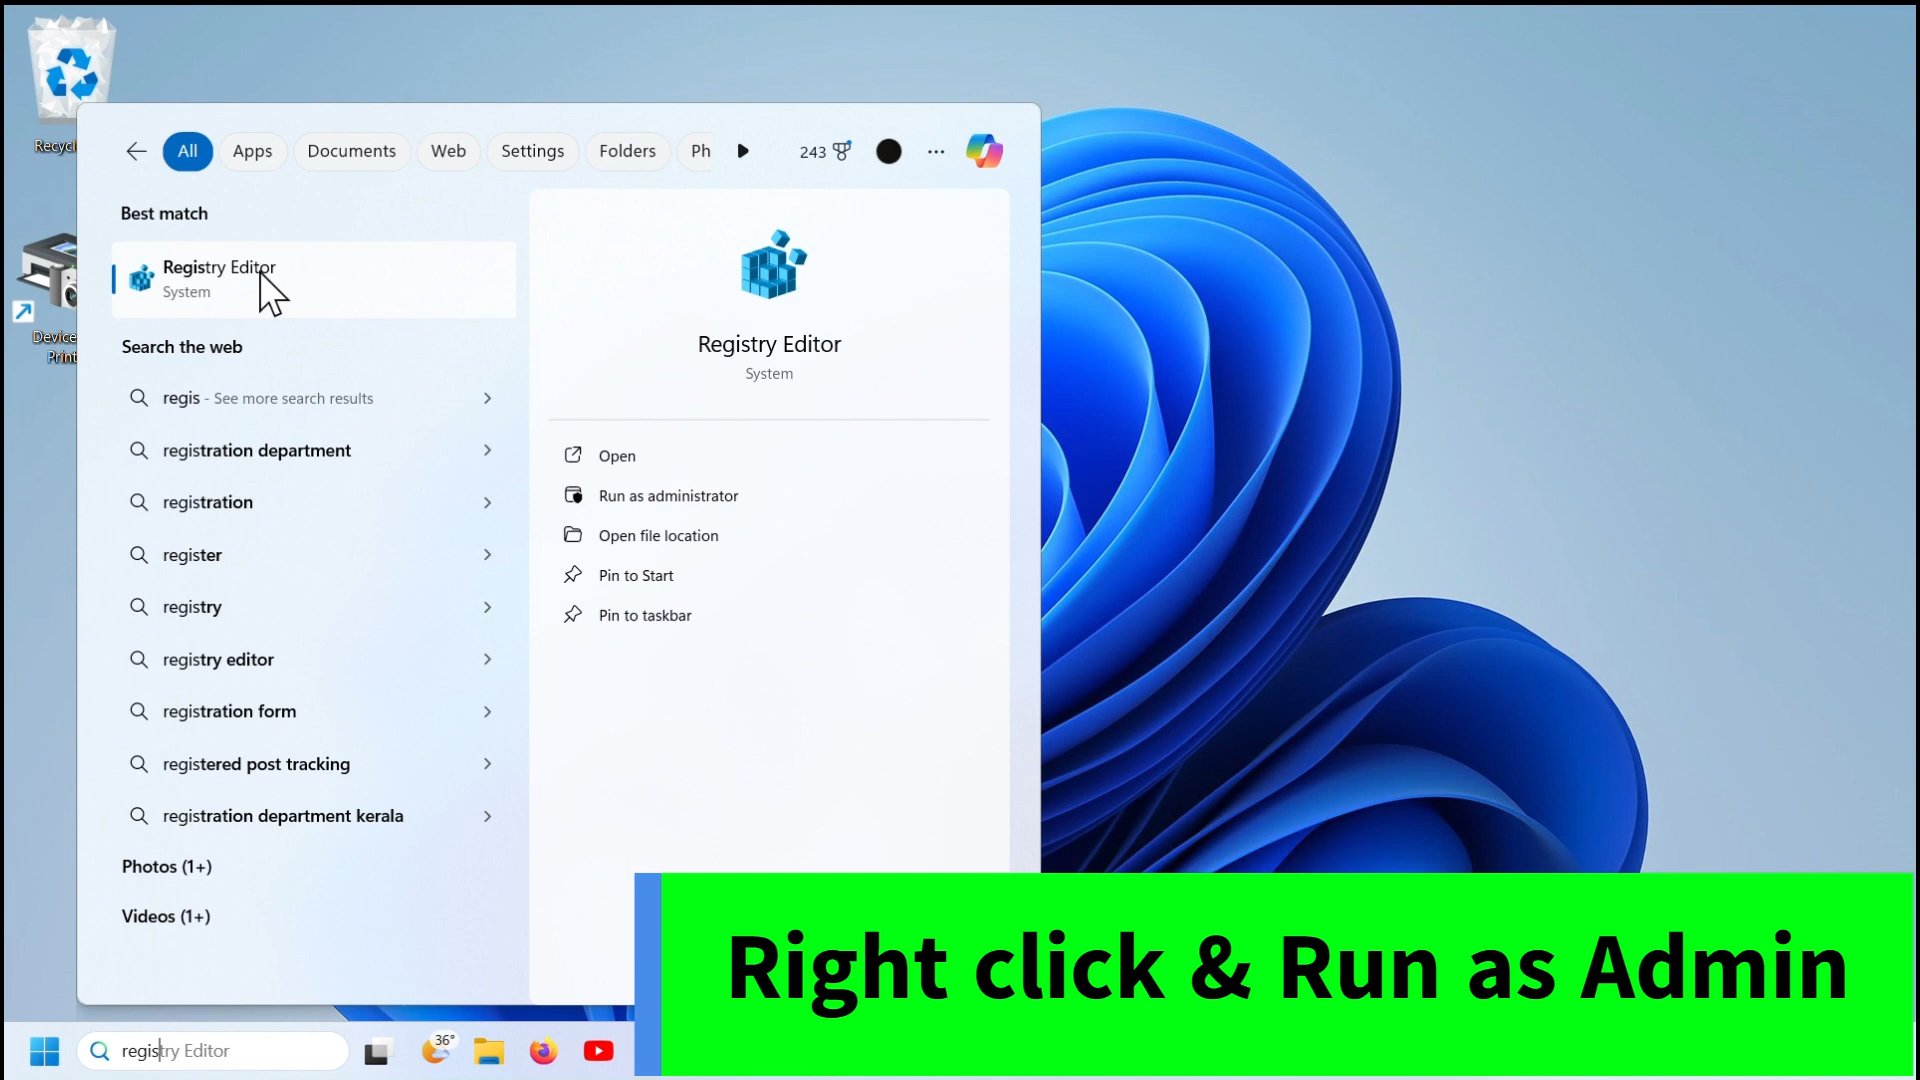 Recycl
Device
Print
All
Apps
Documents
Web
Settings
Folders
Ph
243
Best match
Registry Editor
System
Search the web
regis - See more search results
registration department
registration
register
registry
registry editor
registration form
registered post tracking
registration department kerala
Photos (1+)
Videos (1+)
Registry Editor
System
Open
Run as administrator
Open file location
Pin to Start
Pin to taskbar
Right click & Run as Admin
registry Editor
36°